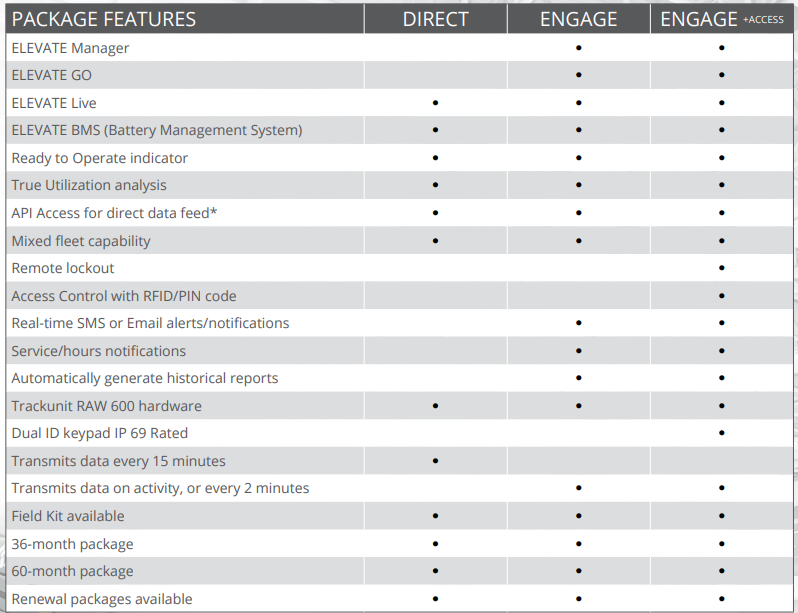 PACKAGE FEATURES DIRECT ENGAGE ENGAGE +ACCESS
ELEVATE Manager • •
ELEVATE GO • •
ELEVATE Live • • •
ELEVATE BMS (Battery Management System) • • •
Ready to Operate indicator • • •
True Utilization analysis • • •
API Access for direct data feed* • • •
Mixed fleet capability • • •
Remote lockout •
Access Control with RFID/PIN code •
Real-time SMS or Email alerts/notifications • •
Service/hours notifications • •
Automatically generate historical reports • •
Trackunit RAW 600 hardware • • •
Dual ID keypad IP 69 Rated •
Transmits data every 15 minutes •
Transmits data on activity, or every 2 minutes • •
Field Kit available • • •
36-month package • • •
60-month package • • •
Renewal packages available • • •